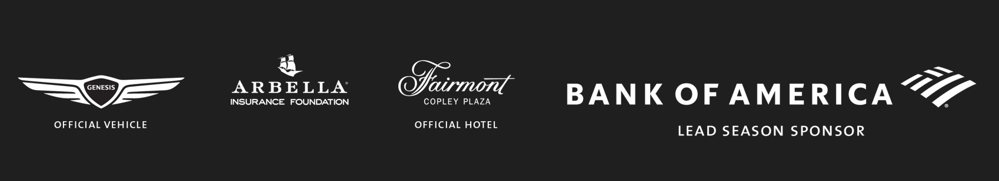 GENESIS
OFFICIAL VEHICLE
ARBELLA®
INSURANCE FOUNDATION
Fairmont
COPLEY PLAZA
OFFICIAL HOTEL
BANK OF AMERICA ®
LEAD SEASON SPONSOR